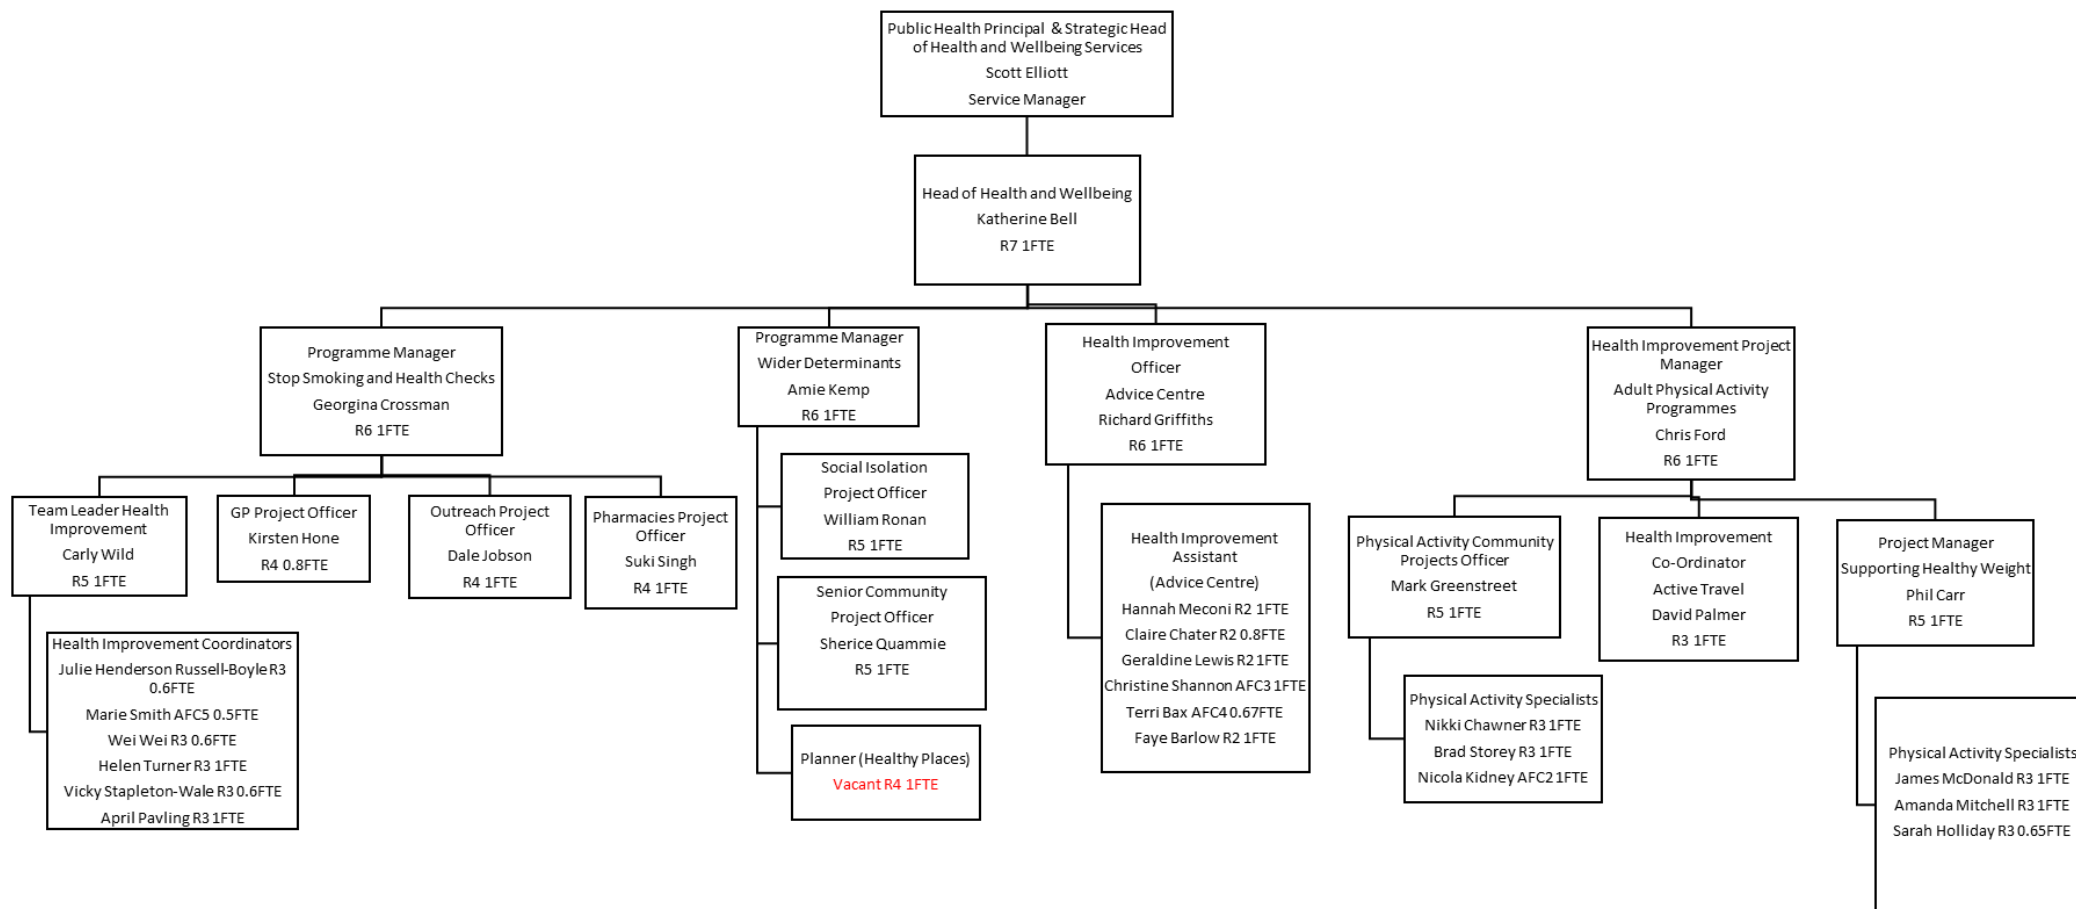 Public Health Principal & Strategic Head
of Health and Wellbeing Services
Scott Elliott
Service Manager
Head of Health and Wellbeing
Katherine Bell
R7 1FTE
Programme Manager
Stop Smoking and Health Checks
Georgina Crossman
R6 1FTE
Programme Manager
Wider Determinants
Amie Kemp
R6 1FTE
Health Improvement
Officer
Advice Centre
Richard Griffiths
R6 1FTE
Health Improvement Project
Manager
Adult Physical Activity
Programmes
Chris Ford
R6 1FTE
Team Leader Health
Improvement
Carly Wild
R5 1FTE
GP Project Officer
Kirsten Hone
R4 0.8FTE
Outreach Project
Officer
Dale Jobson
R4 1FTE
Pharmacies Project
Officer
Suki Singh
R4 1FTE
Health Improvement Coordinators
Julie Henderson Russell-Boyle R3
0.6FTE
Marie Smith AFC5 0.5FTE
Wei Wei R3 0.6FTE
Helen Turner R3 1FTE
Vicky Stapleton-Wale R3 0.6FTE
April Pavling R3 1FTE
Social Isolation
Project Officer
William Ronan
R5 1FTE
Senior Community
Project Officer
Sherice Quammie
R5 1FTE
Planner (Healthy Places)
Vacant R4 1FTE
Health Improvement
Assistant
(Advice Centre)
Hannah Meconi R2 1FTE
Claire Chater R2 0.8FTE
Geraldine Lewis R2 1FTE
Christine Shannon AFC3 1FTE
Terri Bax AFC4 0.67FTE
Faye Barlow R2 1FTE
Physical Activity Community
Projects Officer
Mark Greenstreet
R5 1FTE
Physical Activity Specialists
Nikki Chawner R3 1FTE
Brad Storey R3 1FTE
Nicola Kidney AFC2 1FTE
Health Improvement
Co-Ordinator
Active Travel
David Palmer
R3 1FTE
Project Manager
Supporting Healthy Weight
Phil Carr
R5 1FTE
Physical Activity Specialists
James McDonald R3 1FTE
Amanda Mitchell R3 1FTE
Sarah Holliday R3 0.65FTE